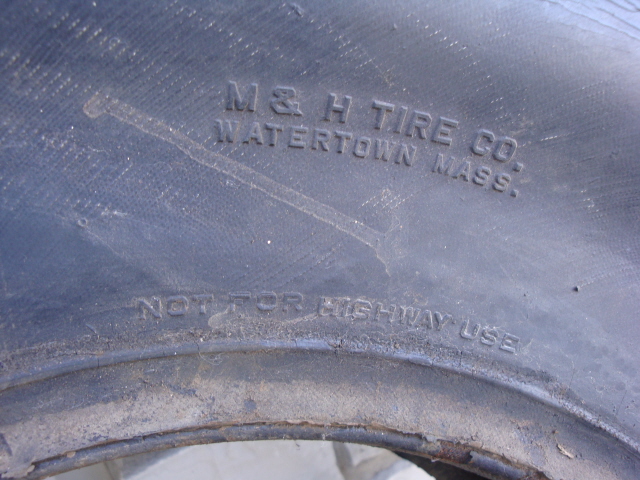 M & H TIRE CO.
WATERTOWN MASS.
NOT FOR HIGHWAY USE